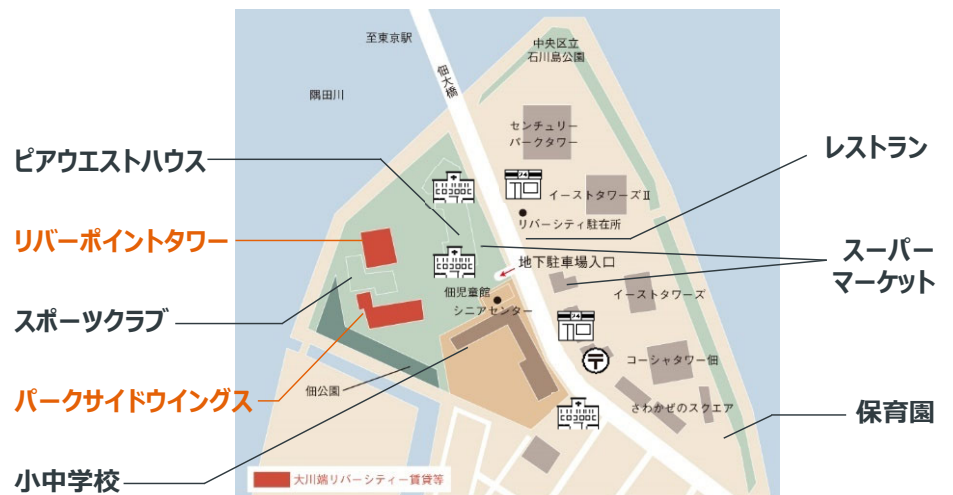 至東京駅
中央区立
石川島公園
佃大橋
隅田川
センチュリー
パークタワー
ピアウエストハウス
レストラン
24
イーストタワーズⅡ
リバーシティ駐在所
リバーポイントタワー
地下駐車場入口
スーパー
マーケット
佃児童館
シニアセンター
イーストタワーズ
スポーツクラブ
24
コーシャタワー佃
佃公園
パークサイドウイングス
さわかぜのスクエア
保育園
小中学校
大川端リバーシティー賃貸等